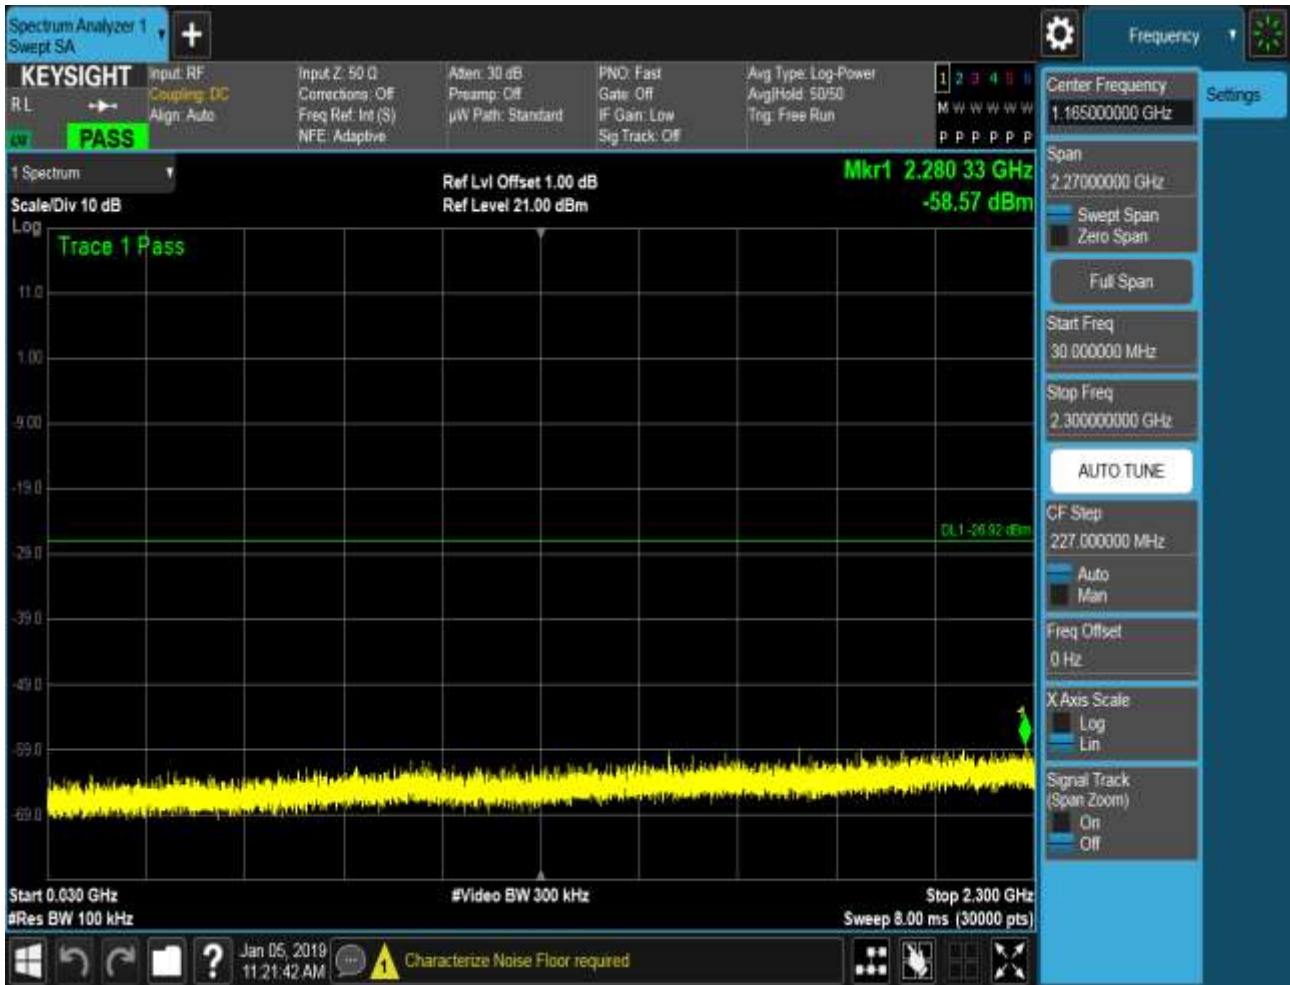 Spectrum Analyzer 1
Swept SA
+
Frequency
KEYSIGHT
RL
PASS
Input: RF
Coupling: DC
Align: Auto
Input Z: 50 Ω
Corrections: Off
Freq Ref: Int (S)
NFE: Adaptive
Atten: 30 dB
Preamp: Off
µW Path: Standard
PNO: Fast
Gate: Off
IF Gain: Low
Sig Track: Off
Avg Type: Log-Power
Avg|Hold: 50/50
Trig: Free Run
1 2 3 4 5 6
M W W W W W
P P P P P P
1 Spectrum
Scale/Div 10 dB
Log
Ref Lvl Offset 1.00 dB
Ref Level 21.00 dBm
Mkr1 2.280 33 GHz
-58.57 dBm
Trace 1 Pass
11.0
1.00
-9.00
-19.0
DL1 -26.92 dBm
-29.0
-39.0
-49.0
1
-59.0
-69.0
Start 0.030 GHz
#Video BW 300 kHz
Stop 2.300 GHz
#Res BW 100 kHz
Sweep 8.00 ms (30000 pts)
?
Jan 05, 2019
11:21:42 AM
1
Characterize Noise Floor required
Center Frequency
1.165000000 GHz
Settings
Span
2.27000000 GHz
Swept Span
Zero Span
Full Span
Start Freq
30.000000 MHz
Stop Freq
2.300000000 GHz
AUTO TUNE
CF Step
227.000000 MHz
Auto
Man
Freq Offset
0 Hz
X Axis Scale
Log
Lin
Signal Track
(Span Zoom)
On
Off